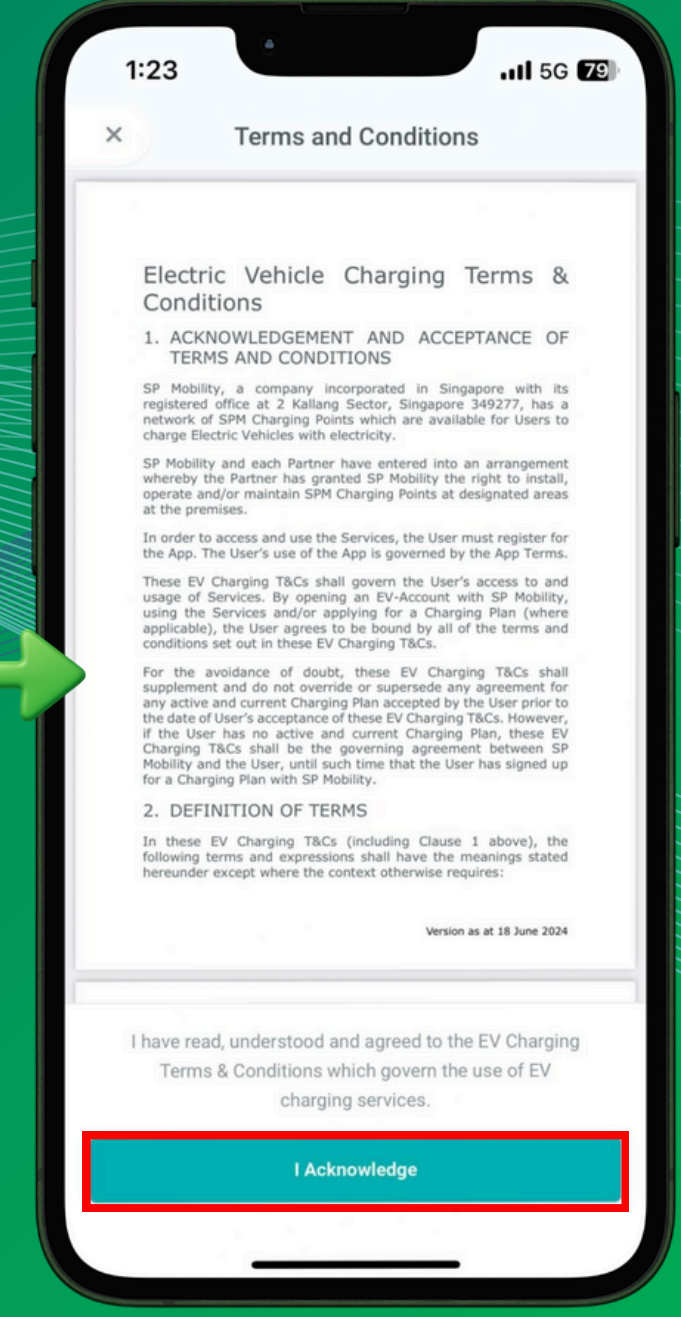 1:23
5G 79
Terms and Conditions
Electric Vehicle Charging Terms &
Conditions
1. ACKNOWLEDGEMENT AND ACCEPTANCE OF
TERMS AND CONDITIONS
SP Mobility, a company incorporated in Singapore with its
registered office at 2 Kallang Sector, Singapore 349277, has a
network of SPM Charging Points which are available for Users to
charge Electric Vehicles with electricity.
SP Mobility and each Partner have entered into an arrangement
whereby the Partner has granted SP Mobility the right to install,
operate and/or maintain SPM Charging Points at designated areas
at the premises.
In order to access and use the Services, the User must register for
the App. The User's use of the App is governed by the App Terms.
These EV Charging T&Cs shall govern the User's access to and
usage of Services. By opening an EV-Account with SP Mobility,
using the Services and/or applying for a Charging Plan (where
applicable), the User agrees to be bound by all of the terms and
conditions set out in these EV Charging T&Cs.
For the avoidance of doubt, these EV Charging T&Cs shall
supplement and do not override or supersede any agreement for
any active and current Charging Plan accepted by the User prior to
the date of User's acceptance of these EV Charging T&Cs. However,
if the User has no active and current Charging Plan, these EV
Charging T&Cs shall be the governing agreement between SP
Mobility and the User, until such time that the User has signed up
for a Charging Plan with SP Mobility.
2. DEFINITION OF TERMS
In these EV Charging T&Cs (including Clause 1 above), the
following terms and expressions shall have the meanings stated
hereunder except where the context otherwise requires:
Version as at 18 June 2024
I have read, understood and agreed to the EV Charging
Terms & Conditions which govern the use of EV
charging services.
I Acknowledge